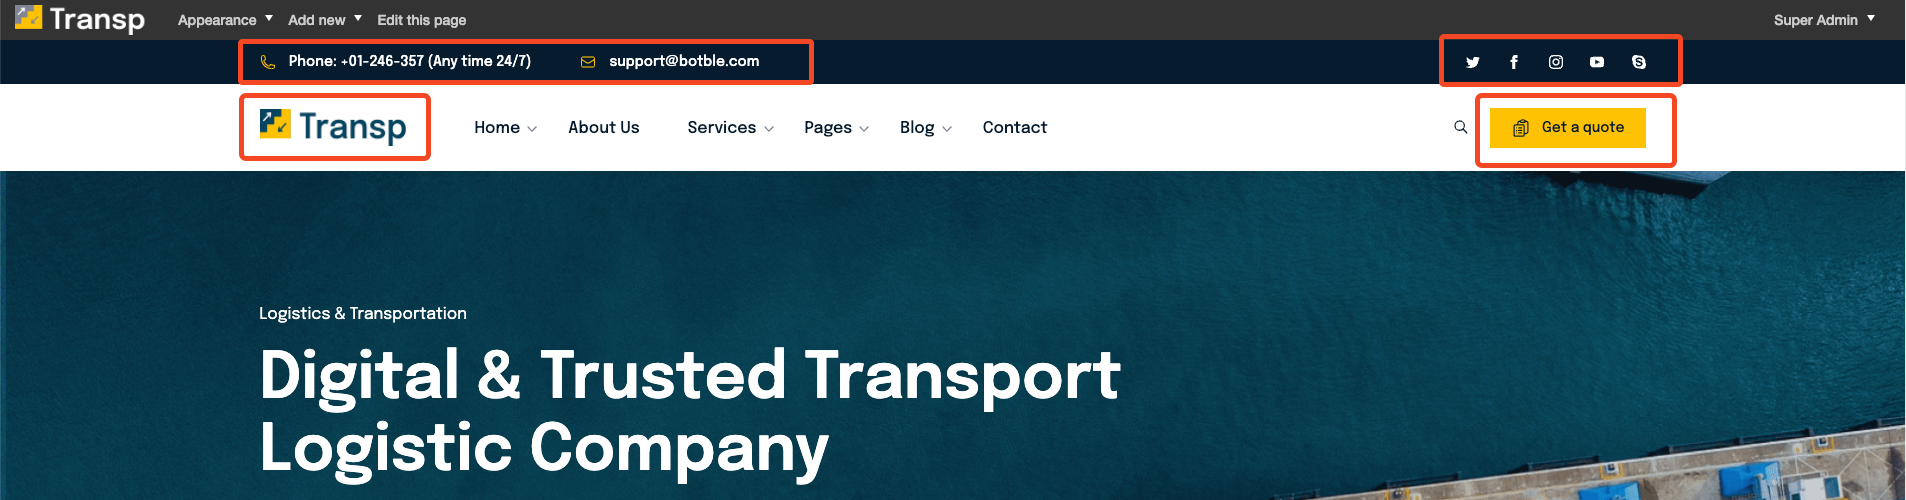 Transp Appearance Add new Edit this page Super Admin
Phone: +01-246-357 (Any time 24/7) support@botble.com
Transp Home About Us Services Pages Blog Contact Get a quote
Logistics & Transportation
Digital & Trusted Transport
Logistic Company